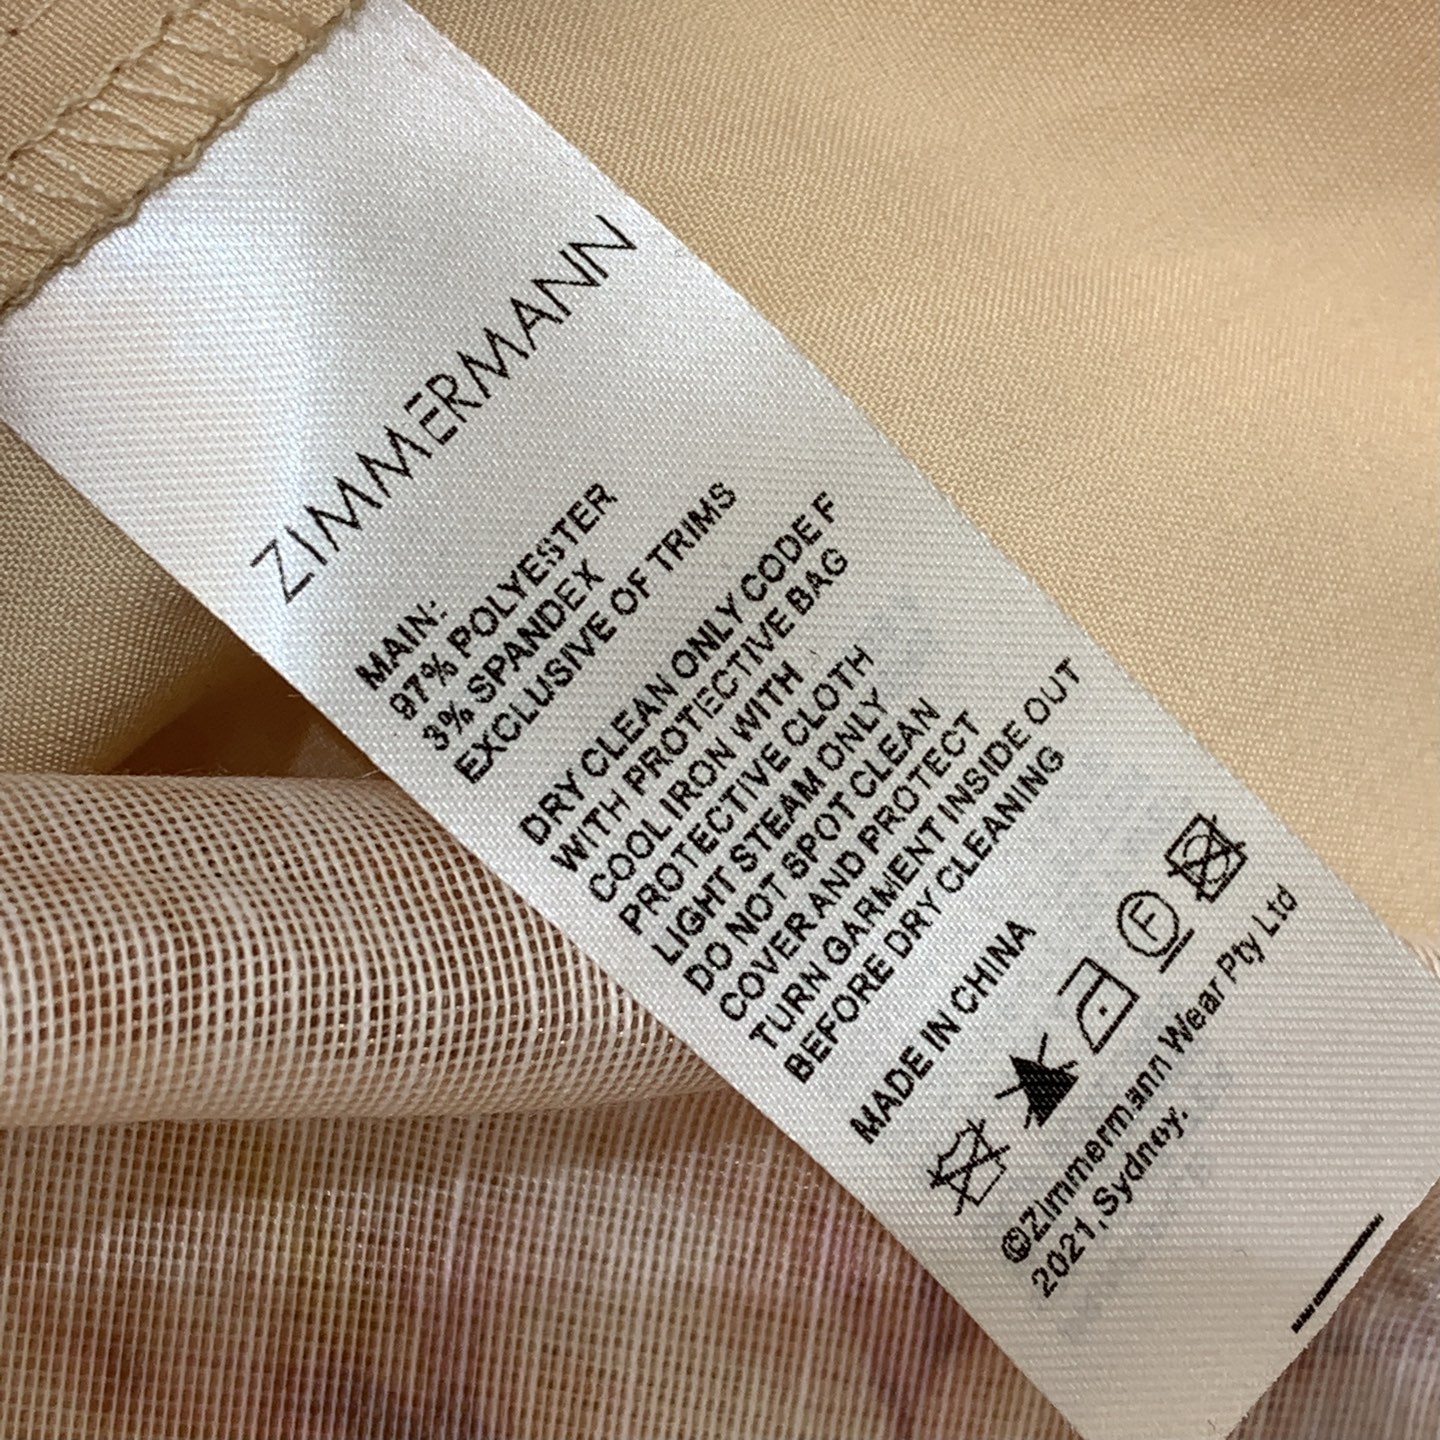 ZIMMERMANN
MAIN:
97% POLYESTER
3% SPANDEX
EXCLUSIVE OF TRIMS
DRY CLEAN ONLY CODE F
WITH PROTECTIVE BAG
COOL IRON WITH
PROTECTIVE CLOTH
LIGHT STEAM ONLY
DO NOT SPOT CLEAN
COVER AND PROTECT
TURN GARMENT INSIDE OUT
BEFORE DRY CLEANING
MADE IN CHINA
F
©Zimmermann Wear Pty Ltd
2021,Sydney.